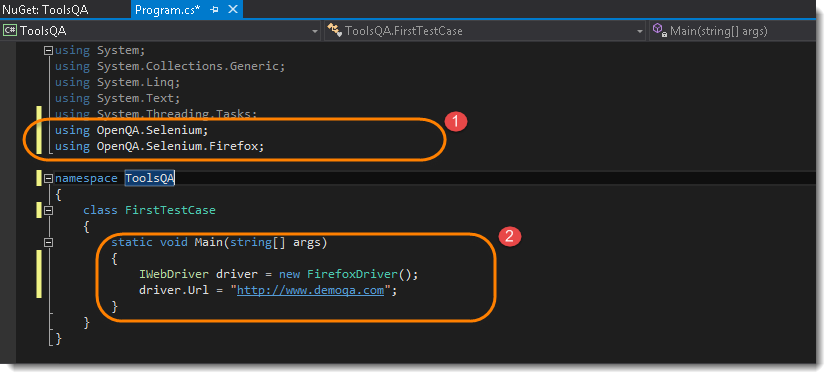 NuGet: ToolsQA Program.cs*
C# ToolsQA ToolsQA.FirstTestCase Main(string[] args)
using System;
using System.Collections.Generic;
using System.Linq;
using System.Text;
using System.Threading.Tasks;
1
using OpenQA.Selenium;
using OpenQA.Selenium.Firefox;
namespace ToolsQA
{
class FirstTestCase
{
2
static void Main(string[] args)
{
IWebDriver driver = new FirefoxDriver();
driver.Url = "http://www.demoqa.com";
}
}
}